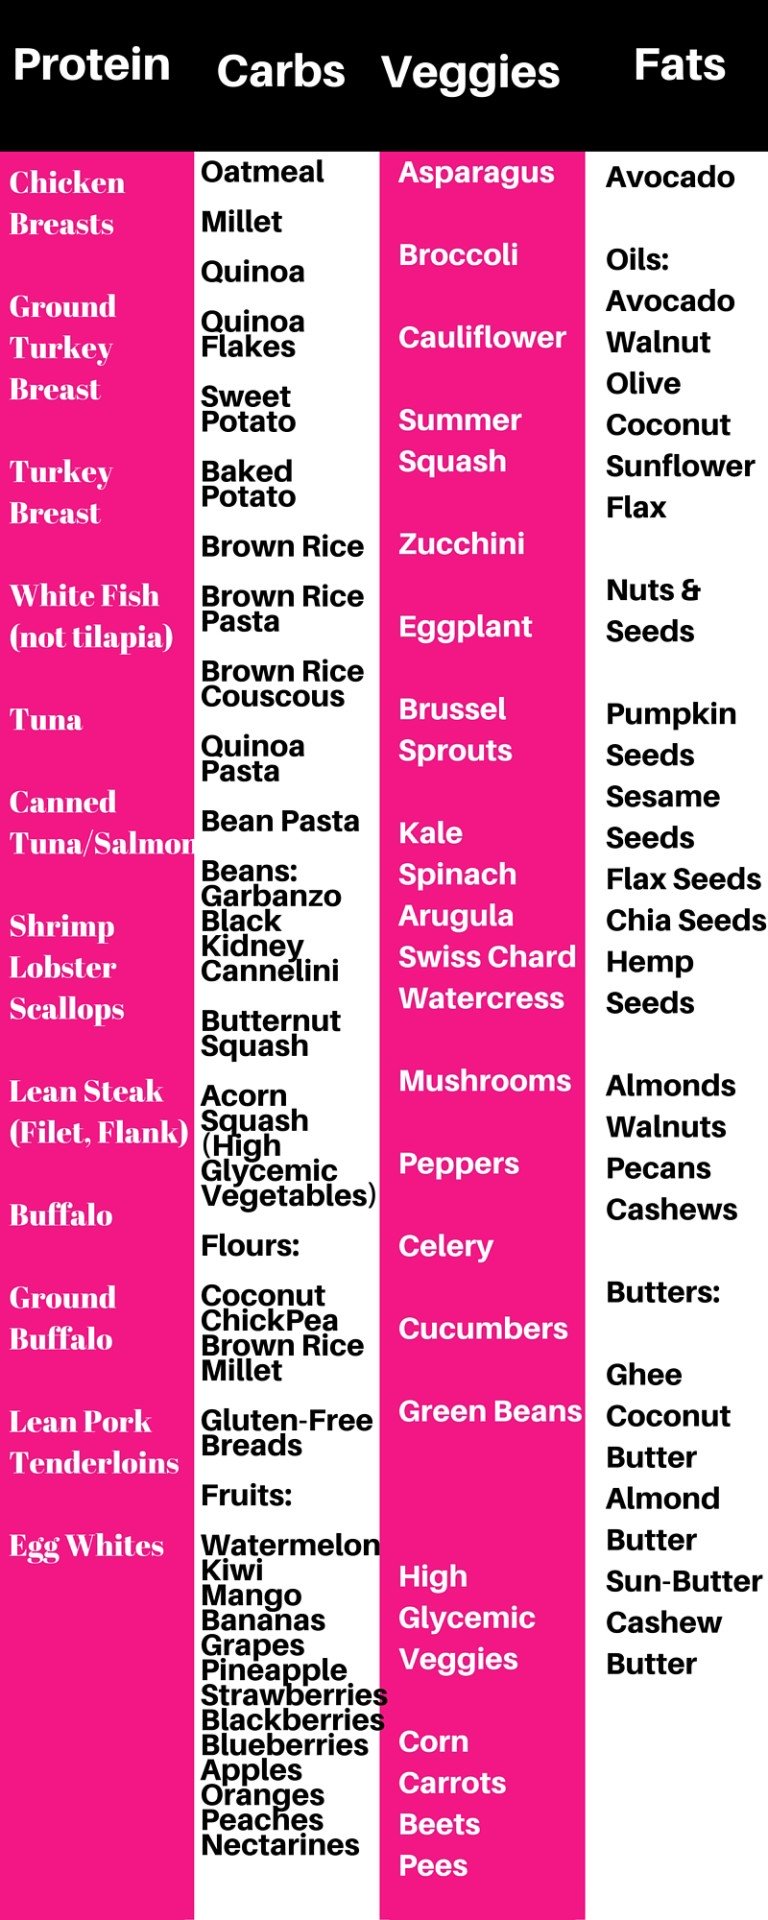 Protein
Carbs
Veggies
Fats
Chicken
Breasts
Ground
Turkey
Breast
Turkey
Breast
White Fish
(not tilapia)
Tuna
Canned
Tuna/Salmon
Shrimp
Lobster
Scallops
Lean Steak
(Filet, Flank)
Buffalo
Ground
Buffalo
Lean Pork
Tenderloins
Egg Whites
Oatmeal
Millet
Quinoa
Quinoa
Flakes
Sweet
Potato
Baked
Potato
Brown Rice
Brown Rice
Pasta
Brown Rice
Couscous
Quinoa
Pasta
Bean Pasta
Beans:
Garbanzo
Black
Kidney
Cannelini
Butternut
Squash
Acorn
Squash
(High
Glycemic
Vegetables)
Flours:
Coconut
ChickPea
Brown Rice
Millet
Gluten-Free
Breads
Fruits:
Watermelon
Kiwi
Mango
Bananas
Grapes
Pineapple
Strawberries
Blackberries
Blueberries
Apples
Oranges
Peaches
Nectarines
Asparagus
Broccoli
Cauliflower
Summer
Squash
Zucchini
Eggplant
Brussel
Sprouts
Kale
Spinach
Arugula
Swiss Chard
Watercress
Mushrooms
Peppers
Celery
Cucumbers
Green Beans
High
Glycemic
Veggies
Corn
Carrots
Beets
Pees
Avocado
Oils:
Avocado
Walnut
Olive
Coconut
Sunflower
Flax
Nuts &
Seeds
Pumpkin
Seeds
Sesame
Seeds
Flax Seeds
Chia Seeds
Hemp
Seeds
Almonds
Walnuts
Pecans
Cashews
Butters:
Ghee
Coconut
Butter
Almond
Butter
Sun-Butter
Cashew
Butter